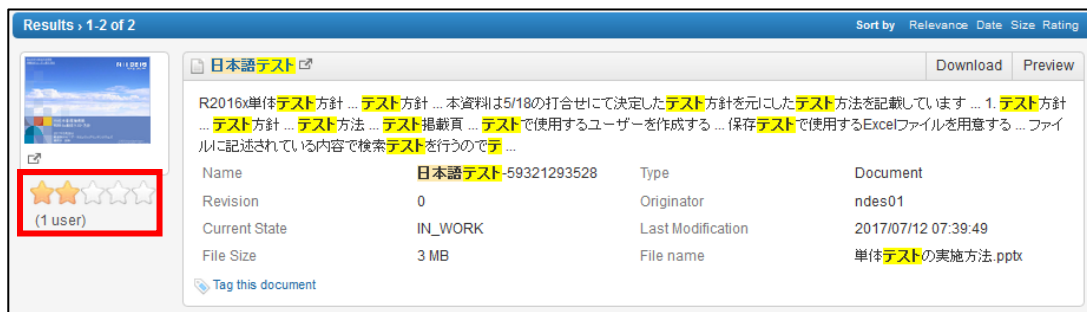 Results › 1-2 of 2
Sort by Relevance Date Size Rating
日本語テスト
Download Preview
R2016x単体テスト方針 ... テスト方針 ... 本資料は5/18の打合せにて決定したテスト方針を元にしたテスト方法を記載しています ... 1. テスト方針
... テスト方針 ... テスト方法 ... テスト掲載頁 ... テストで使用するユーザーを作成する ... 保存テストで使用するExcelファイルを用意する ... ファイ
ルに記述されている内容で検索テストを行うのでテ ...
Name 日本語テスト-59321293528 Type Document
Revision 0 Originator ndes01
(1 user)
Current State IN_WORK Last Modification 2017/07/12 07:39:49
File Size 3 MB File name 単体テストの実施方法.pptx
Tag this document